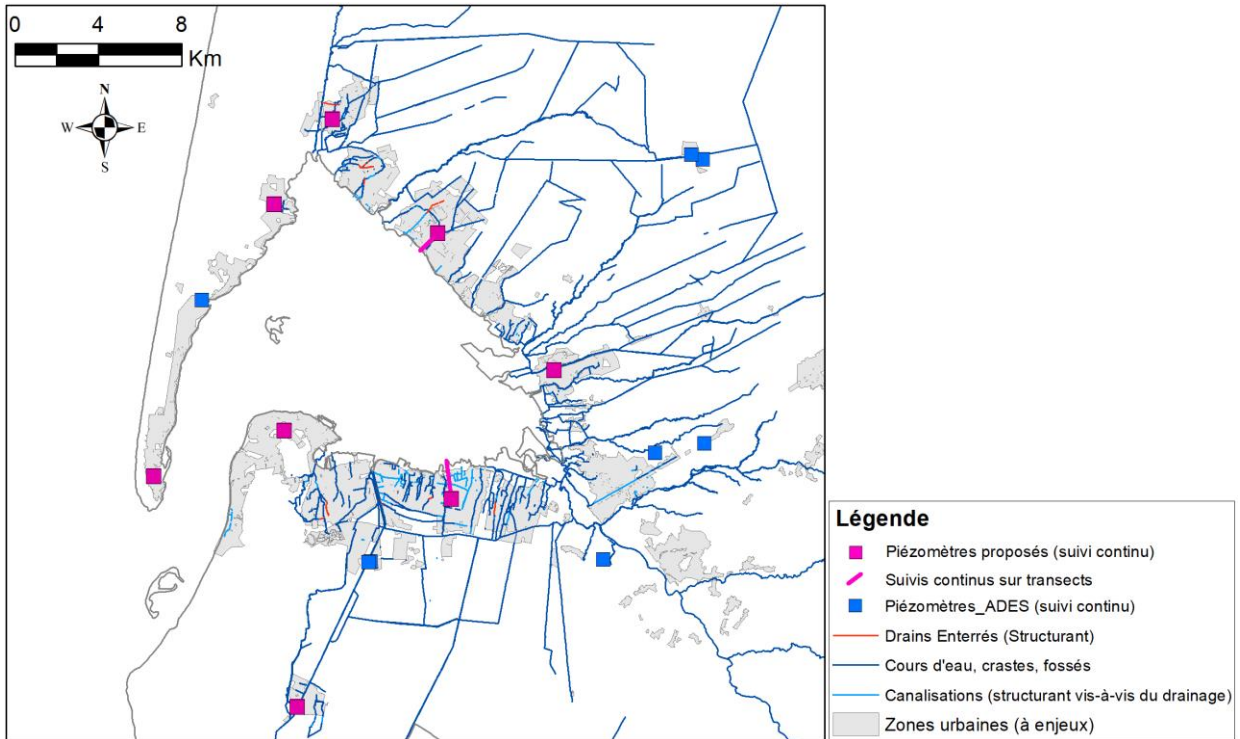 0 4 8
Km
N
W E
S
Légende
Piézomètres proposés (suivi continu)
Suivis continus sur transects
Piézomètres_ADES (suivi continu)
Drains Enterrés (Structurant)
Cours d'eau, crastes, fossés
Canalisations (structurant vis-à-vis du drainage)
Zones urbaines (à enjeux)